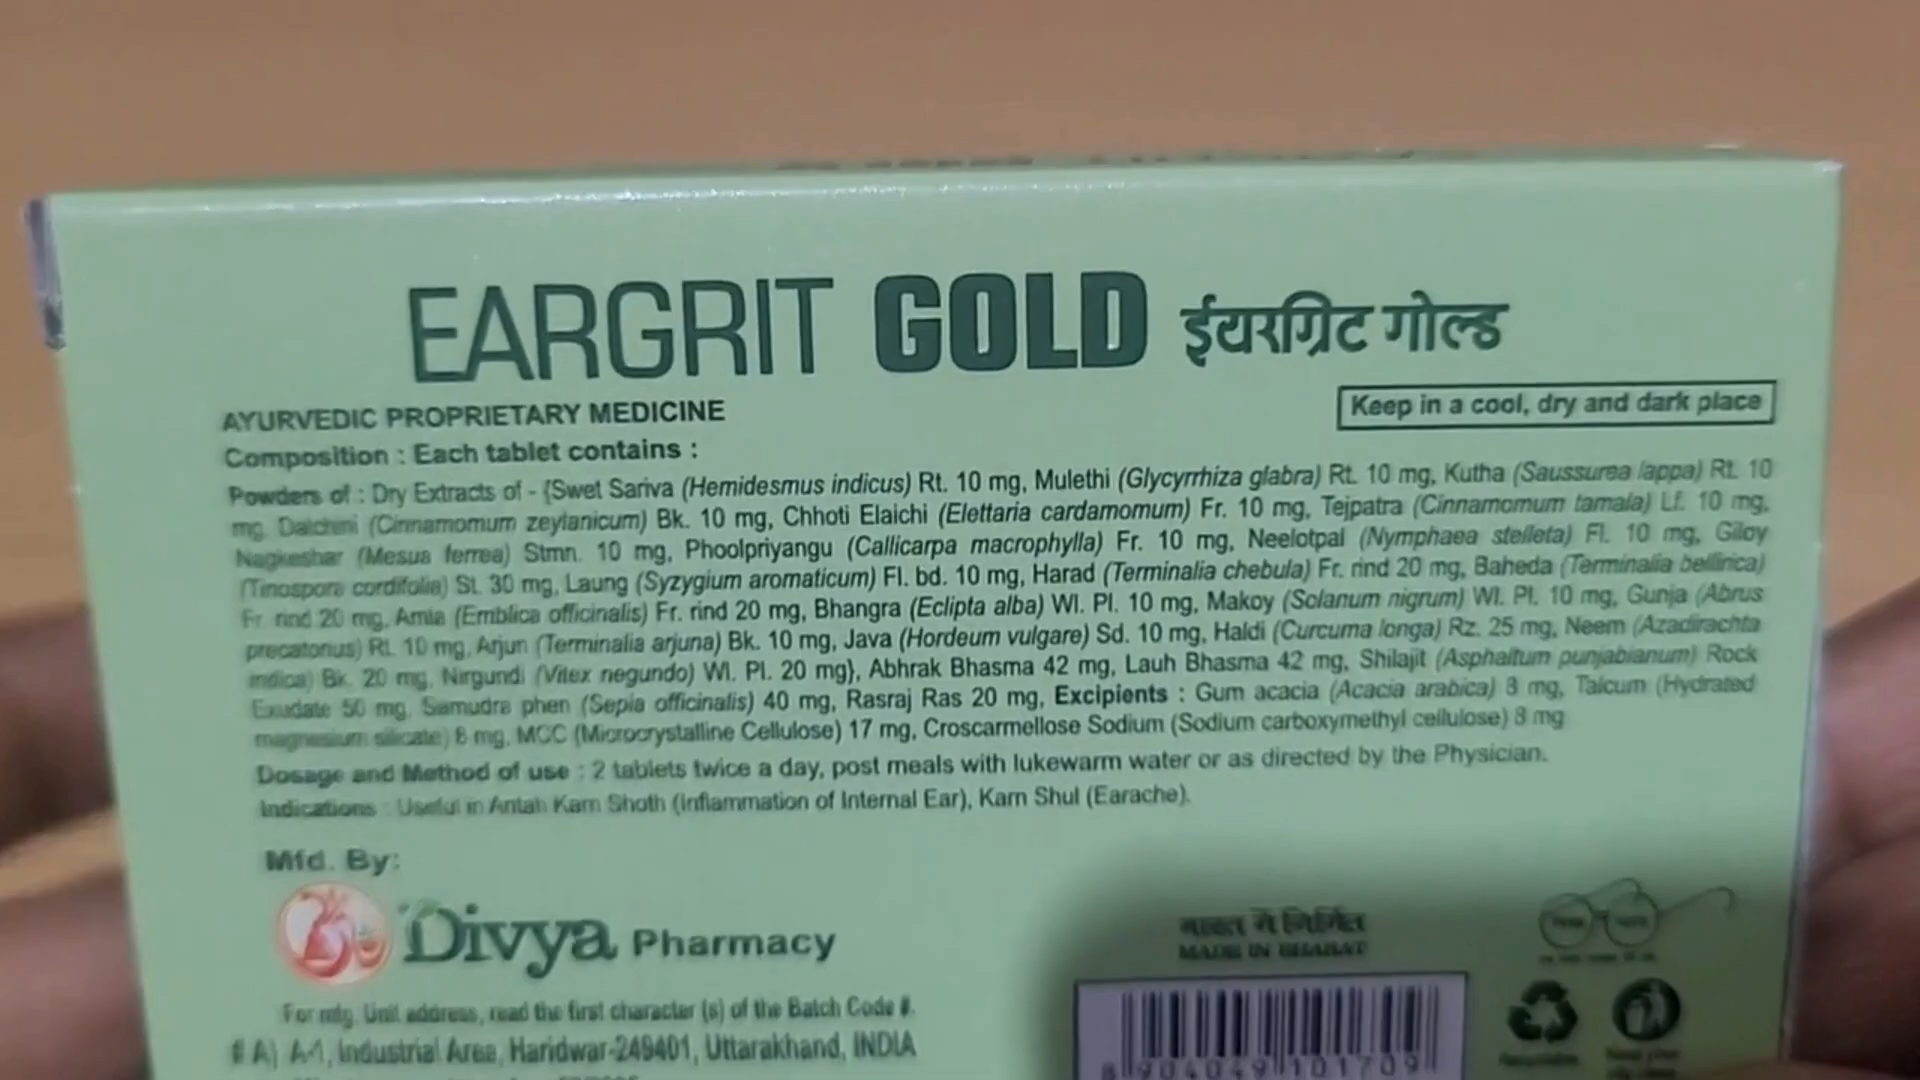 EARGRIT GOLD ईयरग्रिट गोल्ड
AYURVEDIC PROPRIETARY MEDICINE
Keep in a cool, dry and dark place
Composition : Each tablet contains :
Powders of : Dry Extracts of - {Swet Sariva (Hemidesmus indicus) Rt. 10 mg, Mulethi (Glycyrrhiza glabra) Rt. 10 mg, Kutha (Saussurea lappa) Rt. 10
mg, Dalchini (Cinnamomum zeylanicum) Bk. 10 mg, Chhoti Elaichi (Elettaria cardamomum) Fr. 10 mg, Tejpatra (Cinnamomum tamala) Lf. 10 mg,
Nagkeshar (Mesua ferrea) Stmn. 10 mg, Phoolpriyangu (Callicarpa macrophylla) Fr. 10 mg, Neelotpal (Nymphaea stelleta) Fl. 10 mg, Giloy
(Tinospora cordifolia) St. 30 mg, Laung (Syzygium aromaticum) Fl. bd. 10 mg, Harad (Terminalia chebula) Fr. rind 20 mg, Baheda (Terminalia bellirica)
Fr. rind 20 mg, Amla (Emblica officinalis) Fr. rind 20 mg, Bhangra (Eclipta alba) Wl. Pl. 10 mg, Makoy (Solanum nigrum) Wl. Pl. 10 mg, Gunja (Abrus
precatorius) Rt. 10 mg, Arjun (Terminalia arjuna) Bk. 10 mg, Java (Hordeum vulgare) Sd. 10 mg, Haldi (Curcuma longa) Rz. 25 mg, Neem (Azadirachta
indica) Bk. 20 mg, Nirgundi (Vitex negundo) Wl. Pl. 20 mg}, Abhrak Bhasma 42 mg, Lauh Bhasma 42 mg, Shilajit (Asphaltum punjabianum) Rock
Exudate 50 mg, Samudra phen (Sepia officinalis) 40 mg, Rasraj Ras 20 mg, Excipients : Gum acacia (Acacia arabica) 8 mg, Talcum (Hydrated
magnesium silicate) 8 mg, MCC (Microcrystalline Cellulose) 17 mg, Croscarmellose Sodium (Sodium carboxymethyl cellulose) 8 mg
Dosage and Method of use : 2 tablets twice a day, post meals with lukewarm water or as directed by the Physician.
Indications : Useful in Antah Karn Shoth (Inflammation of Internal Ear), Karn Shul (Earache).
Mfd. By:
Divya Pharmacy
भारत में निर्मित
MADE IN BHARAT
For mfg. Unit address, read the first character (s) of the Batch Code #.
# A) A-1, Industrial Area, Haridwar-249401, Uttarakhand, INDIA
8 904049 101709